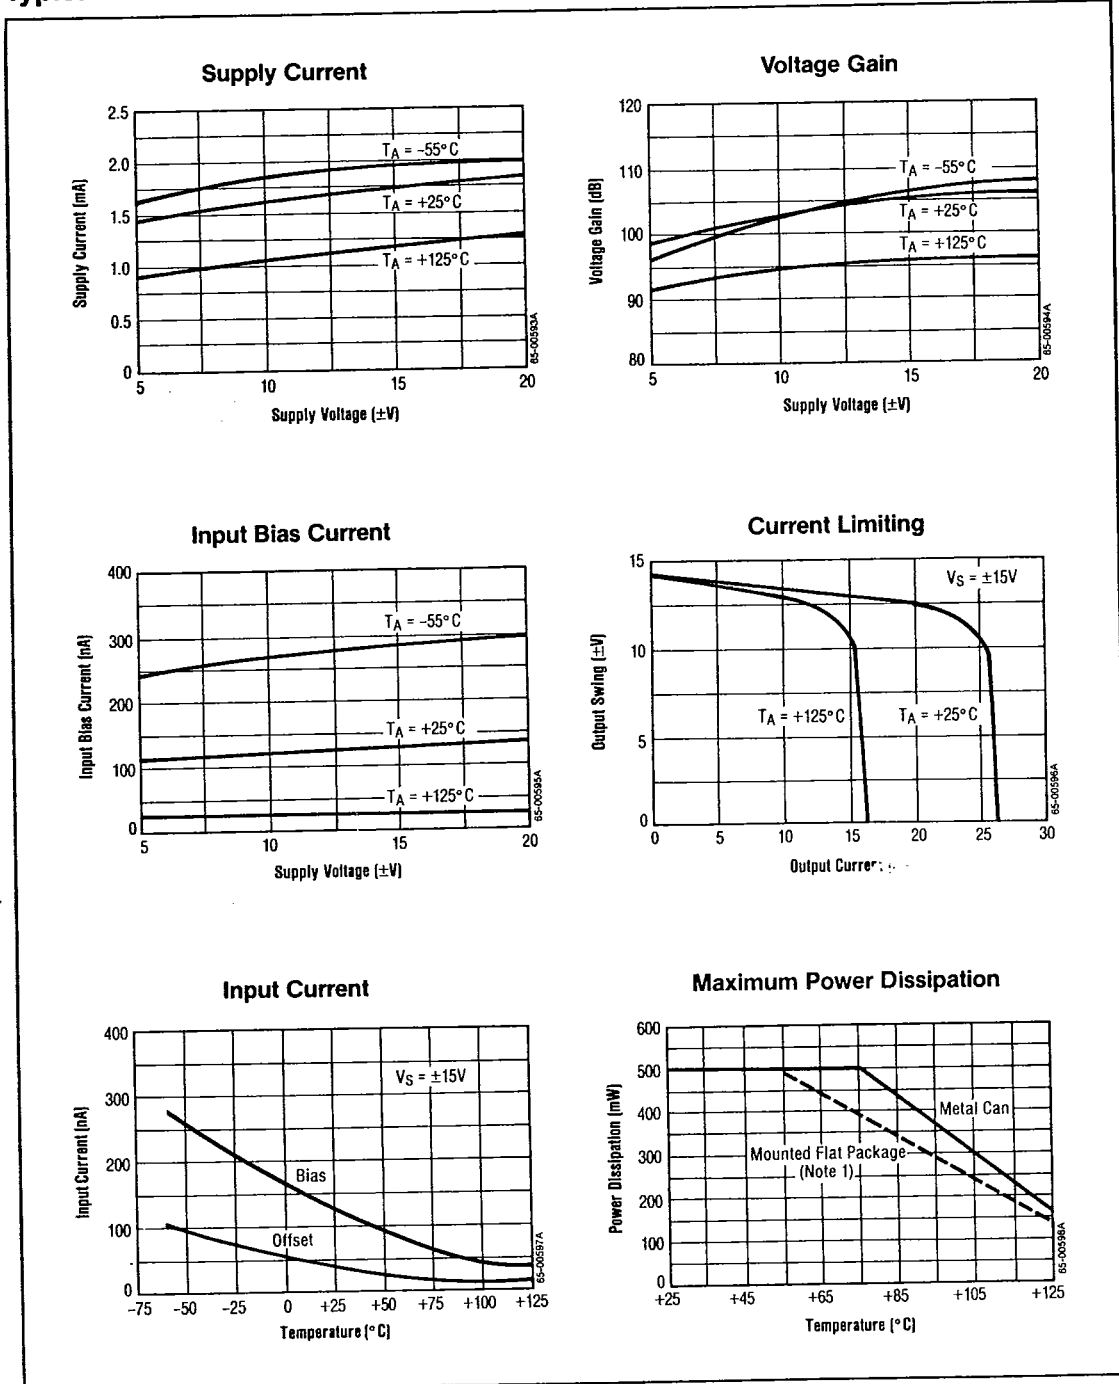 Supply Current
2.5
2.0
1.5
1.0
0.5
0
Supply Current (mA)
TA = -55°C
TA = +25°C
TA = +125°C
65-00593A
5 10 15 20
Supply Voltage (±V)
Voltage Gain
120
110
100
90
80
Voltage Gain (dB)
TA = -55°C
TA = +25°C
TA = +125°C
65-00594A
5 10 15 20
Supply Voltage (±V)
Input Bias Current
400
300
200
100
0
Input Bias Current (nA)
TA = -55°C
TA = +25°C
TA = +125°C
65-00595A
5 10 15 20
Supply Voltage (±V)
Current Limiting
15
10
5
0
Output Swing (±V)
VS = ±15V
TA = +125°C TA = +25°C
65-00596A
0 5 10 15 20 25 30
Output
Input Current
400
300
200
100
0
Input Current (nA)
VS = ±15V
Bias
Offset
65-00597A
-75 -50 -25 0 +25 +50 +75 +100 +125
Temperature (°C)
Maximum Power Dissipation
600
500
400
300
200
100
0
Power Dissipation (mW)
Metal Can
Mounted Flat Package
(Note 1)
65-00598A
+25 +45 +65 +85 +105 +125
Temperature (°C)